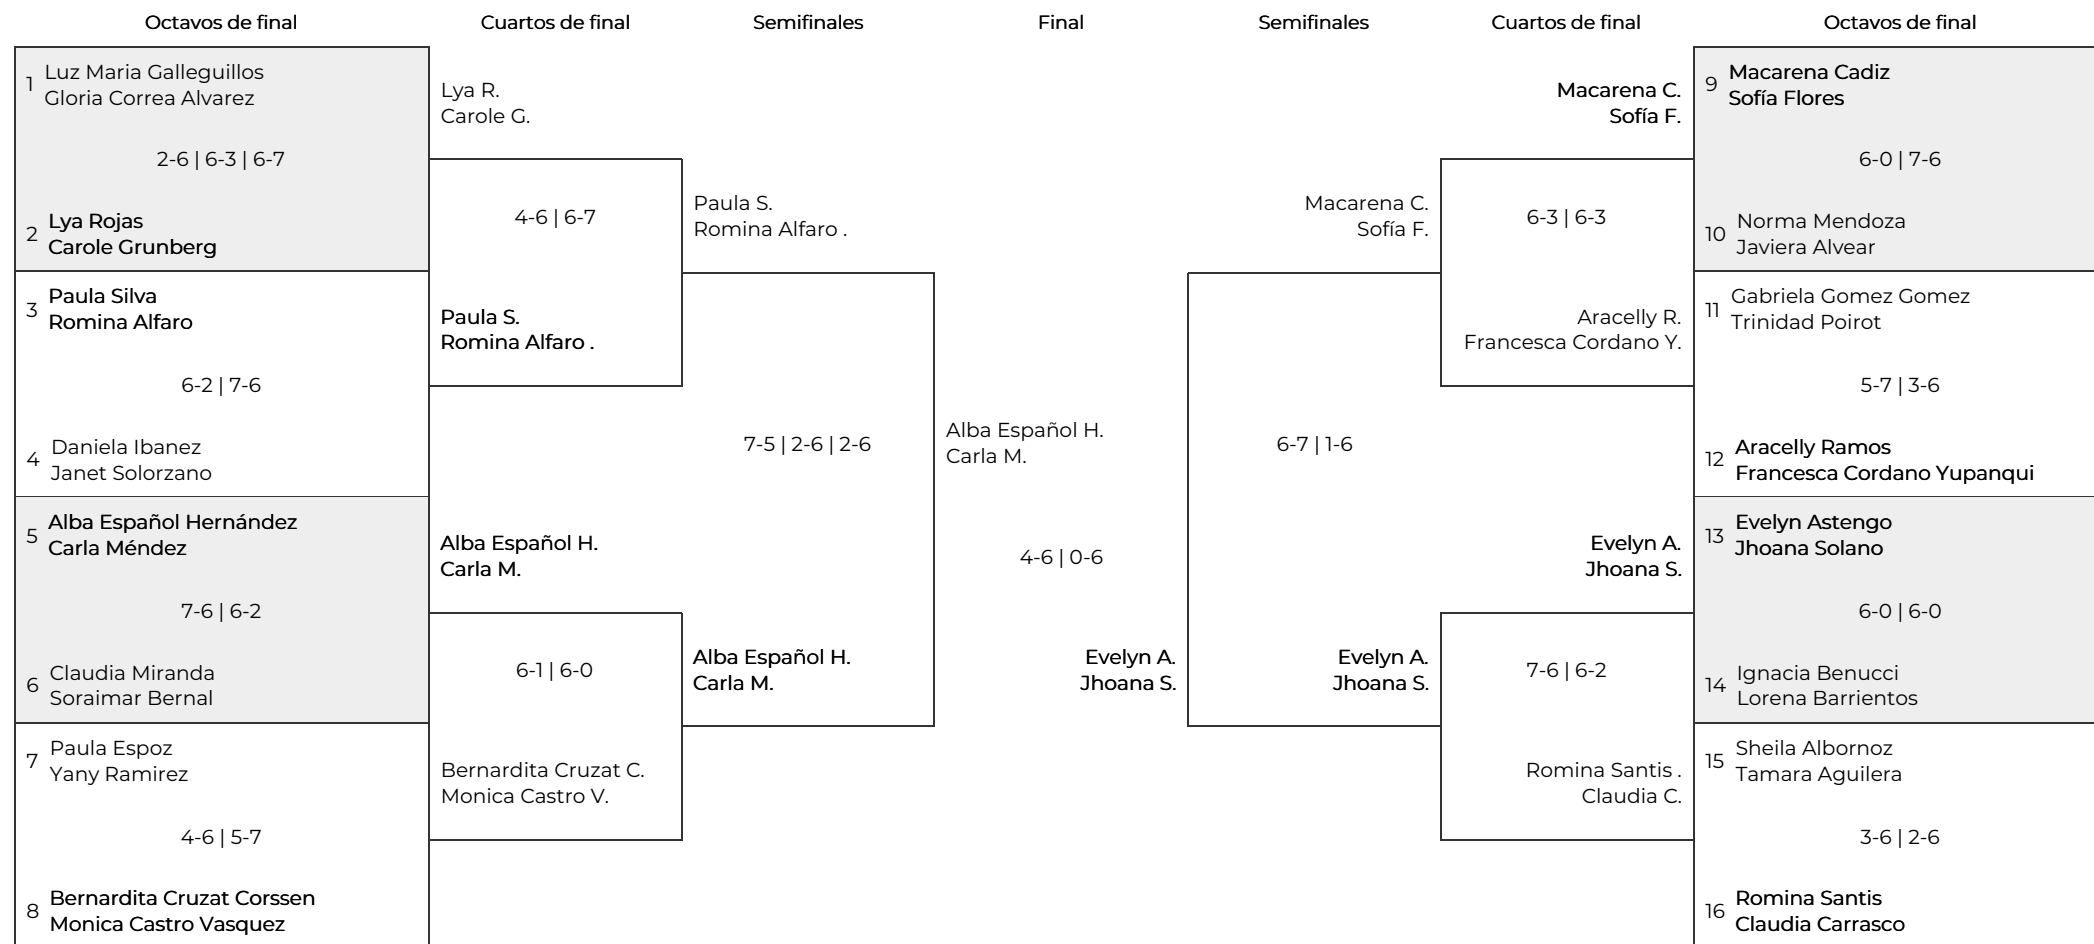 Octavos de final
Cuartos de final
Semifinales
Final
Semifinales
Cuartos de final
Octavos de final
1
Luz Maria Galleguillos
Gloria Correa Alvarez
2-6 | 6-3 | 6-7
2
Lya Rojas
Carole Grunberg
3
Paula Silva
Romina Alfaro
6-2 | 7-6
4
Daniela Ibanez
Janet Solorzano
5
Alba Español Hernández
Carla Méndez
7-6 | 6-2
6
Claudia Miranda
Soraimar Bernal
7
Paula Espoz
Yany Ramirez
4-6 | 5-7
8
Bernardita Cruzat Corssen
Monica Castro Vasquez
Lya R.
Carole G.
4-6 | 6-7
Paula S.
Romina Alfaro .
Alba Español H.
Carla M.
6-1 | 6-0
Bernardita Cruzat C.
Monica Castro V.
Paula S.
Romina Alfaro .
7-5 | 2-6 | 2-6
Alba Español H.
Carla M.
Alba Español H.
Carla M.
4-6 | 0-6
Evelyn A.
Jhoana S.
Macarena C.
Sofía F.
6-7 | 1-6
Evelyn A.
Jhoana S.
Macarena C.
Sofía F.
6-3 | 6-3
Aracelly R.
Francesca Cordano Y.
Evelyn A.
Jhoana S.
7-6 | 6-2
Romina Santis .
Claudia C.
9
Macarena Cadiz
Sofía Flores
6-0 | 7-6
10
Norma Mendoza
Javiera Alvear
11
Gabriela Gomez Gomez
Trinidad Poirot
5-7 | 3-6
12
Aracelly Ramos
Francesca Cordano Yupanqui
13
Evelyn Astengo
Jhoana Solano
6-0 | 6-0
14
Ignacia Benucci
Lorena Barrientos
15
Sheila Albornoz
Tamara Aguilera
3-6 | 2-6
16
Romina Santis
Claudia Carrasco